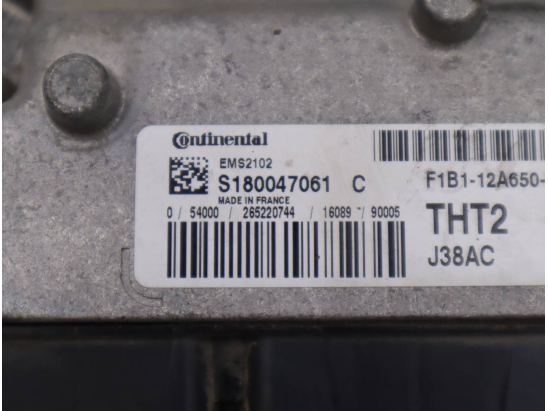 Continental
EMS2102
S180047061 C
MADE IN FRANCE
0 / 54000 / 265220744 / 16089 / 90005
F1B1-12A650-
THT2
J38AC